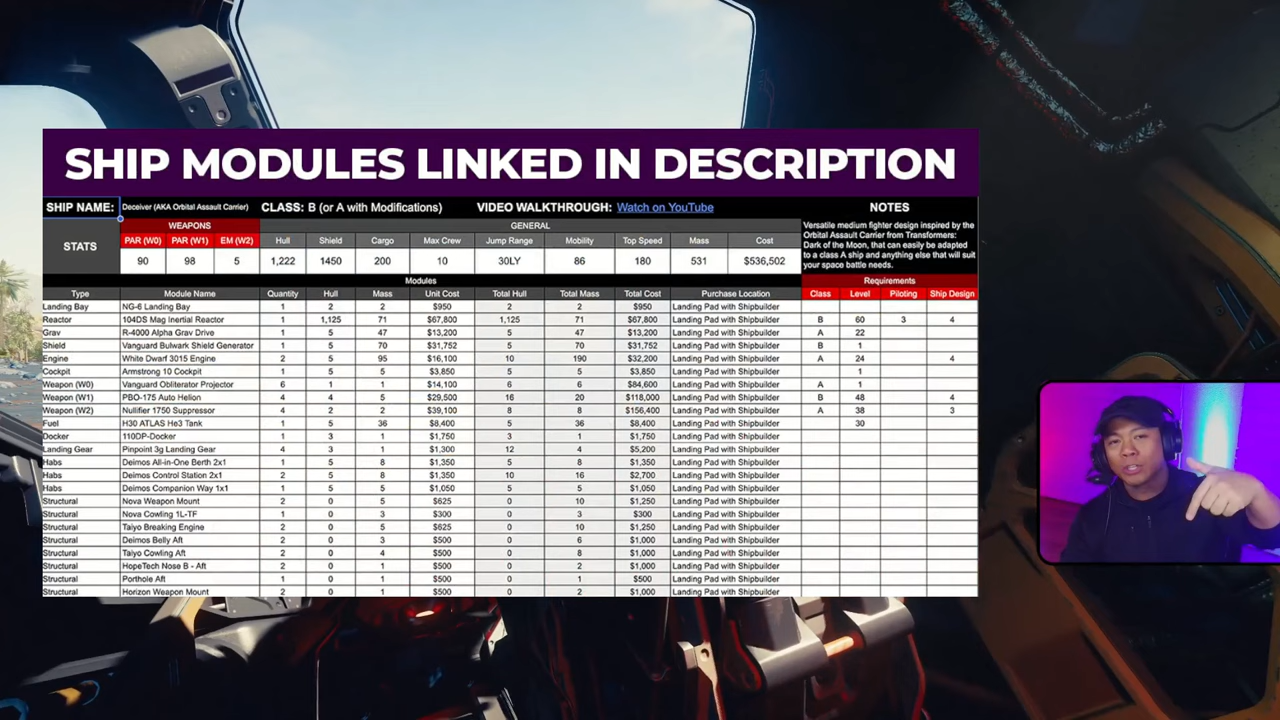 SHIP MODULES LINKED IN DESCRIPTION
SHIP NAME: Deceiver (AKA Orbital Assault Carrier) CLASS: B (or A with Modifications) VIDEO WALKTHROUGH: Watch on YouTube NOTES
STATS WEAPONS GENERAL
PAR (W0) PAR (W1) EM (W2) Hull Shield Cargo Max Crew Jump Range Mobility Top Speed Mass Cost
90 98 5 1,222 1450 200 10 30LY 86 180 531 $536,502
Versatile medium fighter design inspired by the
Orbital Assault Carrier from Transformers:
Dark of the Moon, that can easily be adapted
to a class A ship and anything else that will suit
your space battle needs.
Modules Requirements
Type Module Name Quantity Hull Mass Unit Cost Total Hull Total Mass Total Cost Purchase Location Class Level Piloting Ship Design
Landing Bay NG-6 Landing Bay 1 2 2 $950 2 2 $950 Landing Pad with Shipbuilder
Reactor 104DS Mag Inertial Reactor 1 1,125 71 $67,800 1,125 71 $67,800 Landing Pad with Shipbuilder B 60 3 4
Grav R-4000 Alpha Grav Drive 1 5 47 $13,200 5 47 $13,200 Landing Pad with Shipbuilder A 22
Shield Vanguard Bulwark Shield Generator 1 5 70 $31,752 5 70 $31,752 Landing Pad with Shipbuilder B 1
Engine White Dwarf 3015 Engine 2 5 95 $16,100 10 190 $32,200 Landing Pad with Shipbuilder A 24 4
Cockpit Armstrong 10 Cockpit 1 5 5 $3,850 5 5 $3,850 Landing Pad with Shipbuilder 1
Weapon (W0) Vanguard Obliterator Projector 6 1 1 $14,100 6 6 $84,600 Landing Pad with Shipbuilder A 1
Weapon (W1) PBO-175 Auto Helion 4 4 5 $29,500 16 20 $118,000 Landing Pad with Shipbuilder B 48 4
Weapon (W2) Nullifier 1750 Suppressor 4 2 2 $39,100 8 8 $156,400 Landing Pad with Shipbuilder A 38 3
Fuel H30 ATLAS He3 Tank 1 5 36 $8,400 5 36 $8,400 Landing Pad with Shipbuilder 30
Docker 110DP-Docker 1 3 1 $1,750 3 1 $1,750 Landing Pad with Shipbuilder
Landing Gear Pinpoint 3g Landing Gear 4 3 1 $1,300 12 4 $5,200 Landing Pad with Shipbuilder
Habs Deimos All-in-One Berth 2x1 1 5 8 $1,350 5 8 $1,350 Landing Pad with Shipbuilder
Habs Deimos Control Station 2x1 2 5 8 $1,350 10 16 $2,700 Landing Pad with Shipbuilder
Habs Deimos Companion Way 1x1 1 5 5 $1,050 5 5 $1,050 Landing Pad with Shipbuilder
Structural Nova Weapon Mount 2 0 5 $625 0 10 $1,250 Landing Pad with Shipbuilder
Structural Nova Cowling 1L-TF 1 0 3 $300 0 3 $300 Landing Pad with Shipbuilder
Structural Taiyo Breaking Engine 2 0 5 $625 0 10 $1,250 Landing Pad with Shipbuilder
Structural Deimos Belly Aft 2 0 3 $500 0 6 $1,000 Landing Pad with Shipbuilder
Structural Taiyo Cowling Aft 2 0 4 $500 0 8 $1,000 Landing Pad with Shipbuilder
Structural HopeTech Nose B - Aft 2 0 1 $500 0 2 $1,000 Landing Pad with Shipbuilder
Structural Porthole Aft 1 0 1 $500 0 1 $500 Landing Pad with Shipbuilder
Structural Horizon Weapon Mount 2 0 1 $500 0 2 $1,000 Landing Pad with Shipbuilder